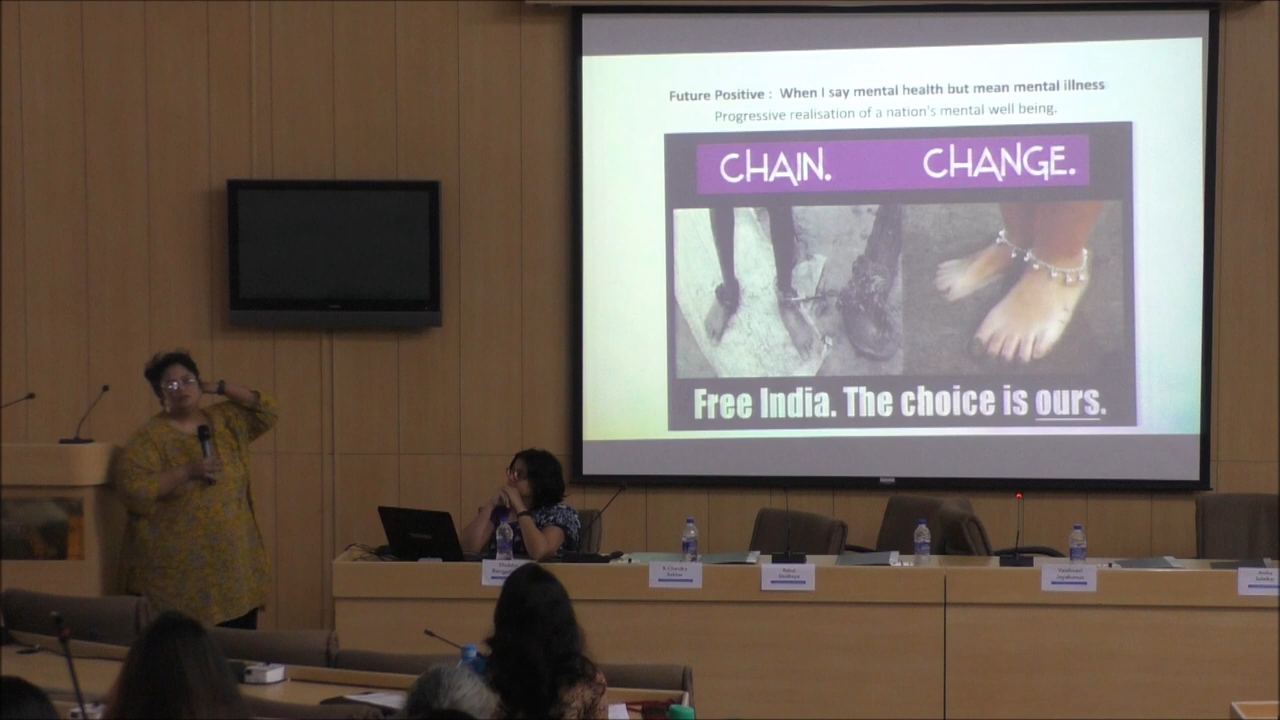 Future Positive : When I say mental health but mean mental illness
Progressive realisation of a nation's mental well being.
CHAIN. CHANGE.
Free India. The choice is ours.